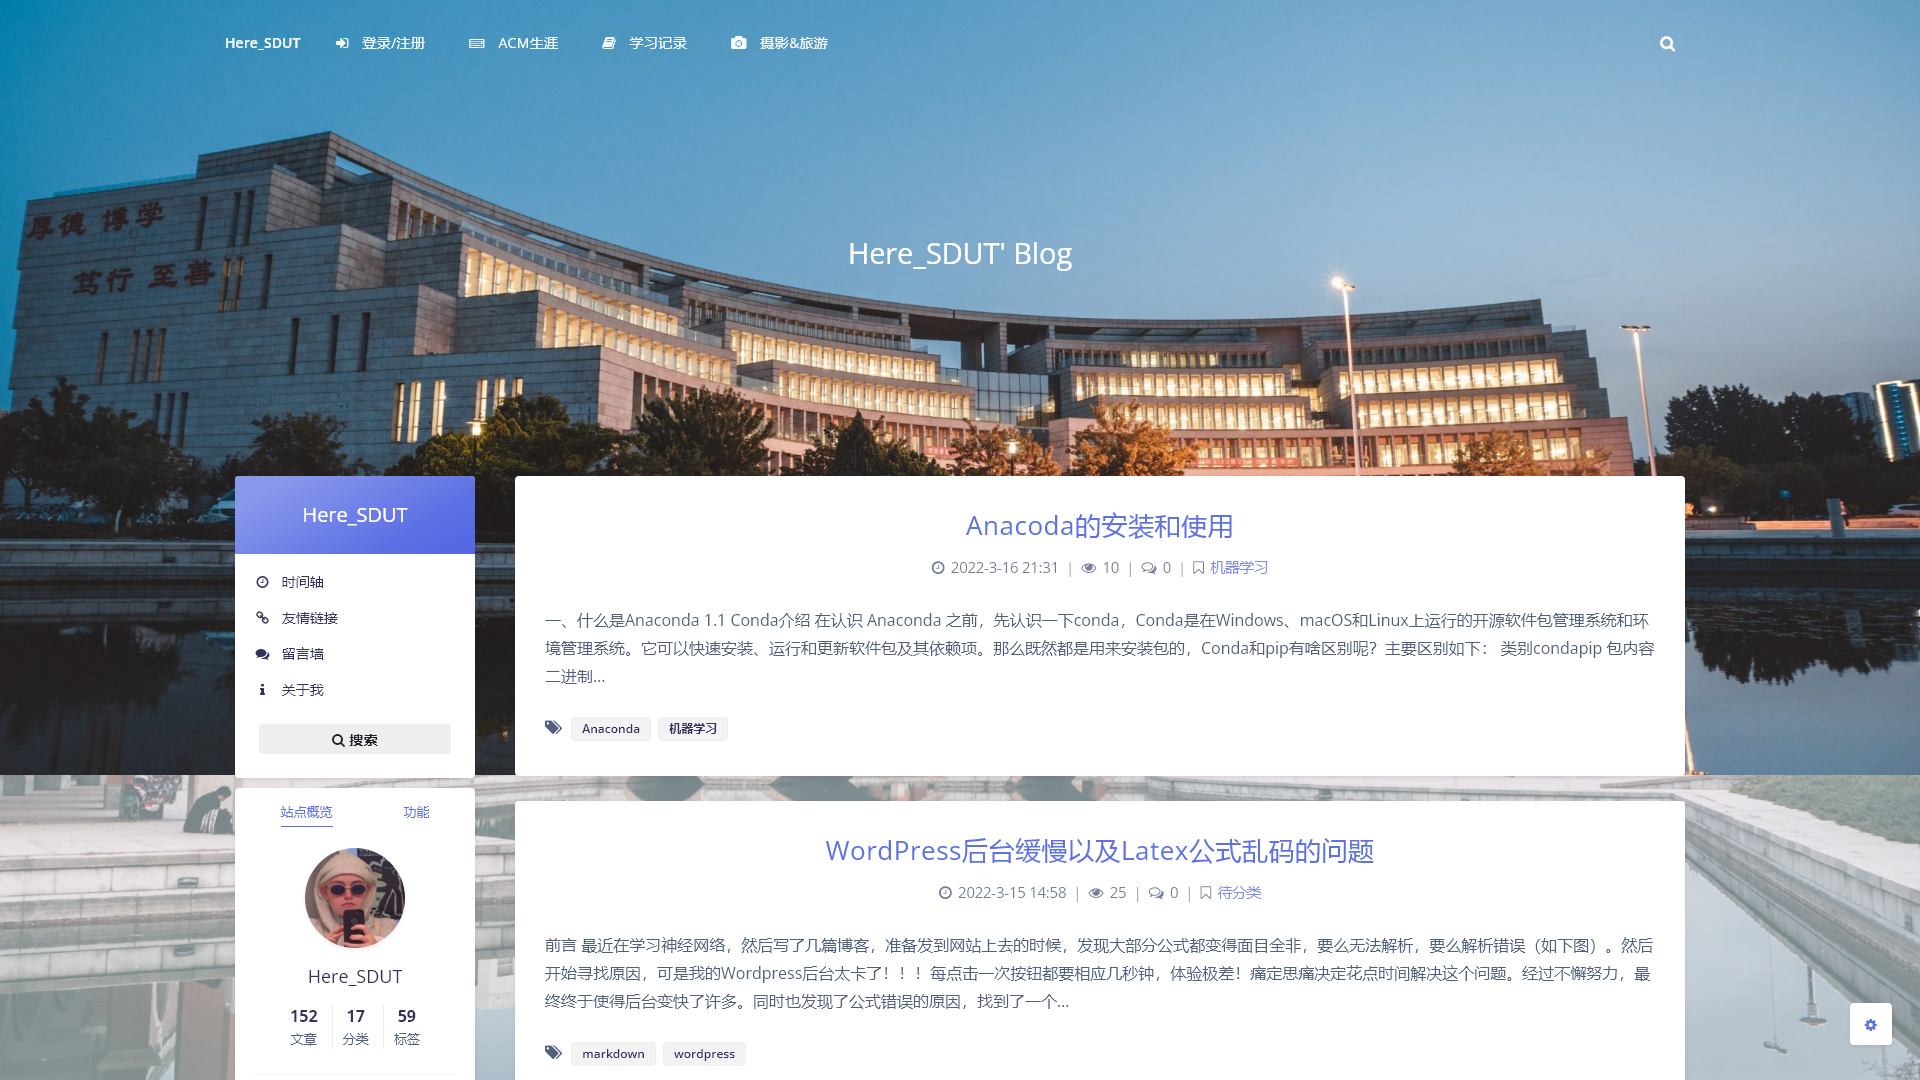 Here_SDUT 登录/注册 ACM生涯 学习记录 摄影&旅游
厚德 博学
笃行 至善
Here_SDUT' Blog
Here_SDUT
时间轴
友情链接
留言墙
关于我
搜索
站点概览 功能
Here_SDUT
152 17 59
文章 分类 标签
Anacoda的安装和使用
2022-3-16 21:31 | 10 | 0 | 机器学习
一、什么是Anaconda 1.1 Conda介绍 在认识 Anaconda 之前，先认识一下conda，Conda是在Windows、macOS和Linux上运行的开源软件包管理系统和环
境管理系统。它可以快速安装、运行和更新软件包及其依赖项。那么既然都是用来安装包的，Conda和pip有啥区别呢？主要区别如下： 类别condapip 包内容
二进制...
Anaconda 机器学习
WordPress后台缓慢以及Latex公式乱码的问题
2022-3-15 14:58 | 25 | 0 | 待分类
前言 最近在学习神经网络，然后写了几篇博客，准备发到网站上去的时候，发现大部分公式都变得面目全非，要么无法解析，要么解析错误（如下图）。然后
开始寻找原因，可是我的Wordpress后台太卡了！！！每点击一次按钮都要相应几秒钟，体验极差！痛定思痛决定花点时间解决这个问题。经过不懈努力，最
终终于使得后台变快了许多。同时也发现了公式错误的原因，找到了一个...
markdown wordpress